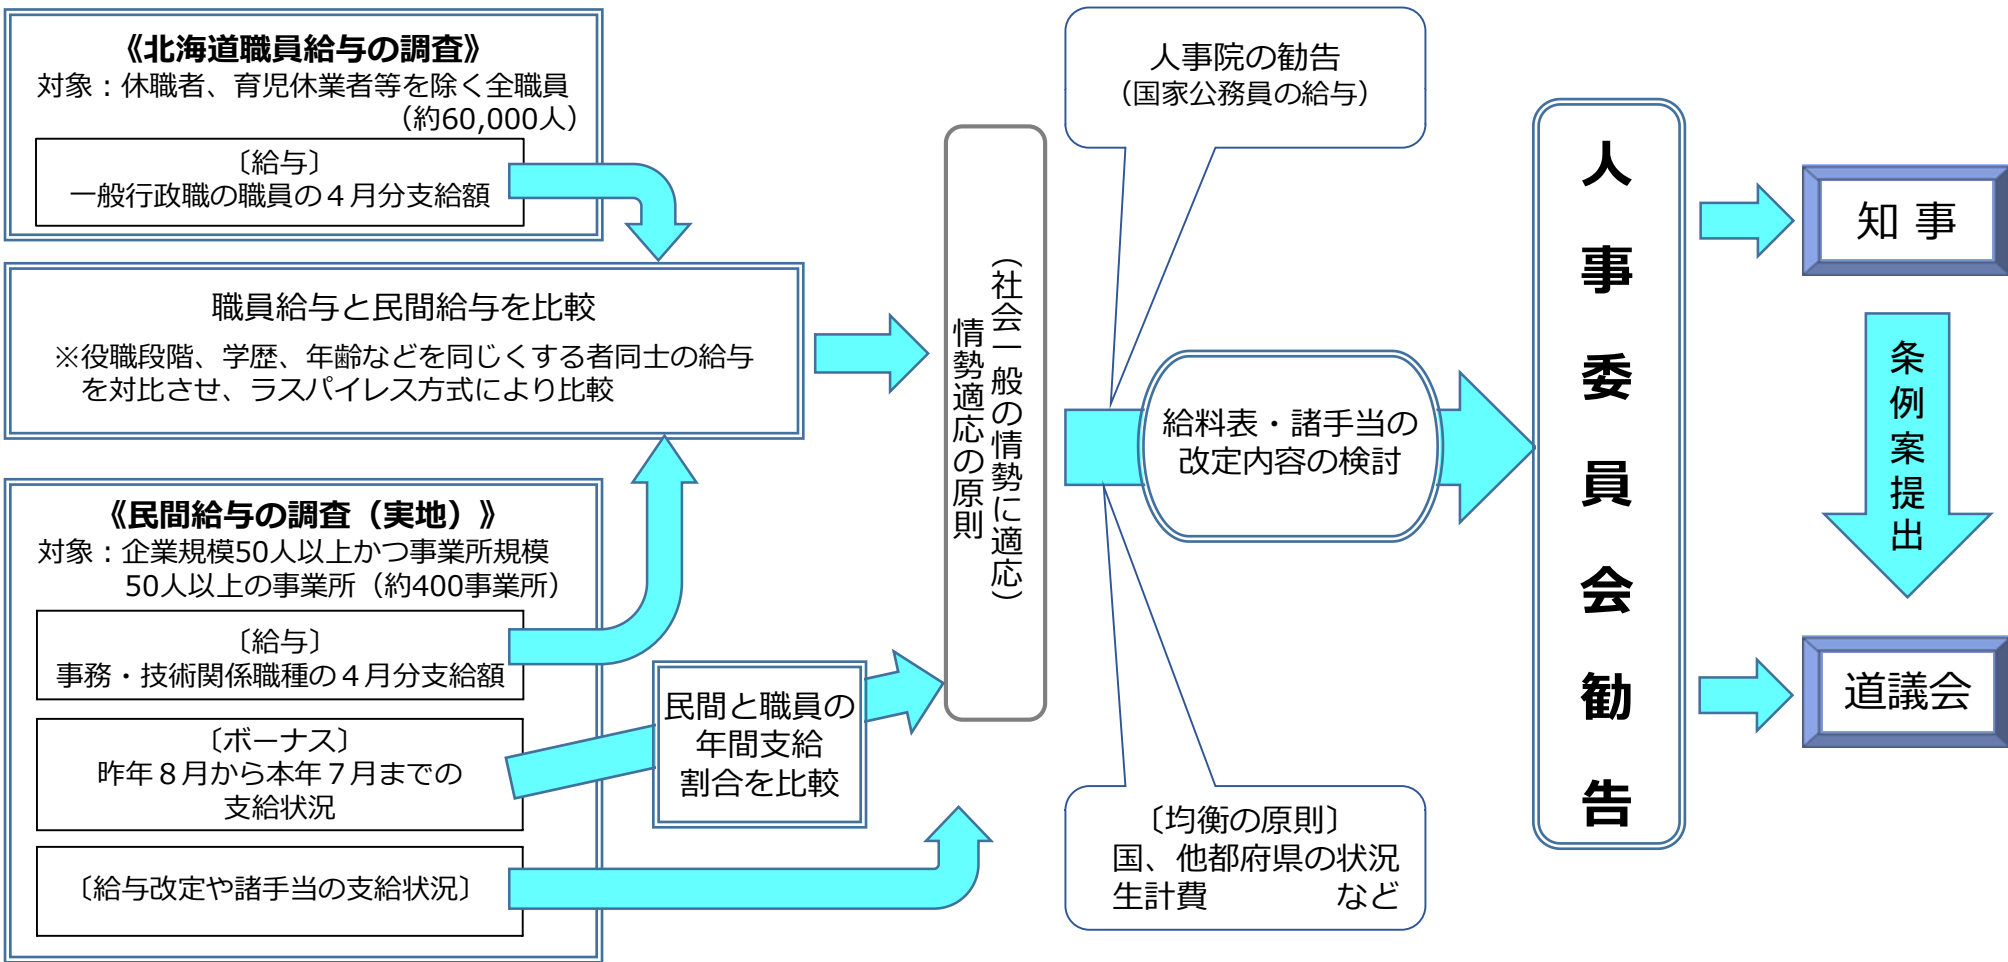 《北海道職員給与の調査》
対象：休職者、育児休業者等を除く全職員
（約60,000人）
〔給与〕
一般行政職の職員の４月分支給額
職員給与と民間給与を比較
※役職段階、学歴、年齢などを同じくする者同士の給与
を対比させ、ラスパイレス方式により比較
《民間給与の調査（実地）》
対象：企業規模50人以上かつ事業所規模
50人以上の事業所（約400事業所）
〔給与〕
事務・技術関係職種の４月分支給額
〔ボーナス〕
昨年８月から本年７月までの
支給状況
〔給与改定や諸手当の支給状況〕
民間と職員の
年間支給
割合を比較
（社会一般の情勢に適応）
情勢適応の原則
人事院の勧告
（国家公務員の給与）
給料表・諸手当の
改定内容の検討
〔均衡の原則〕
国、他都府県の状況
生計費　　　　など
人事委員会勧告
知 事
条例案提出
道議会